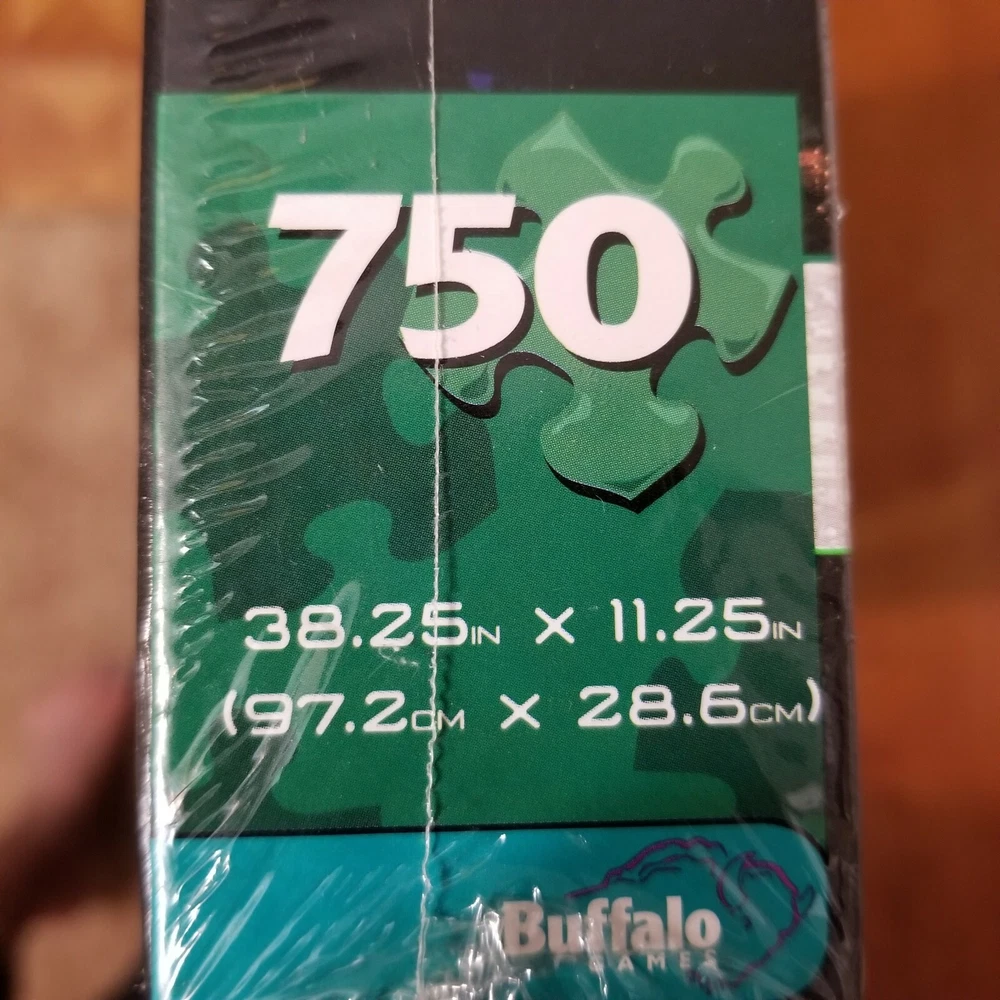 750
38.25IN X 11.25IN
(97.2CM X 28.6CM)
Buffalo
GAMES